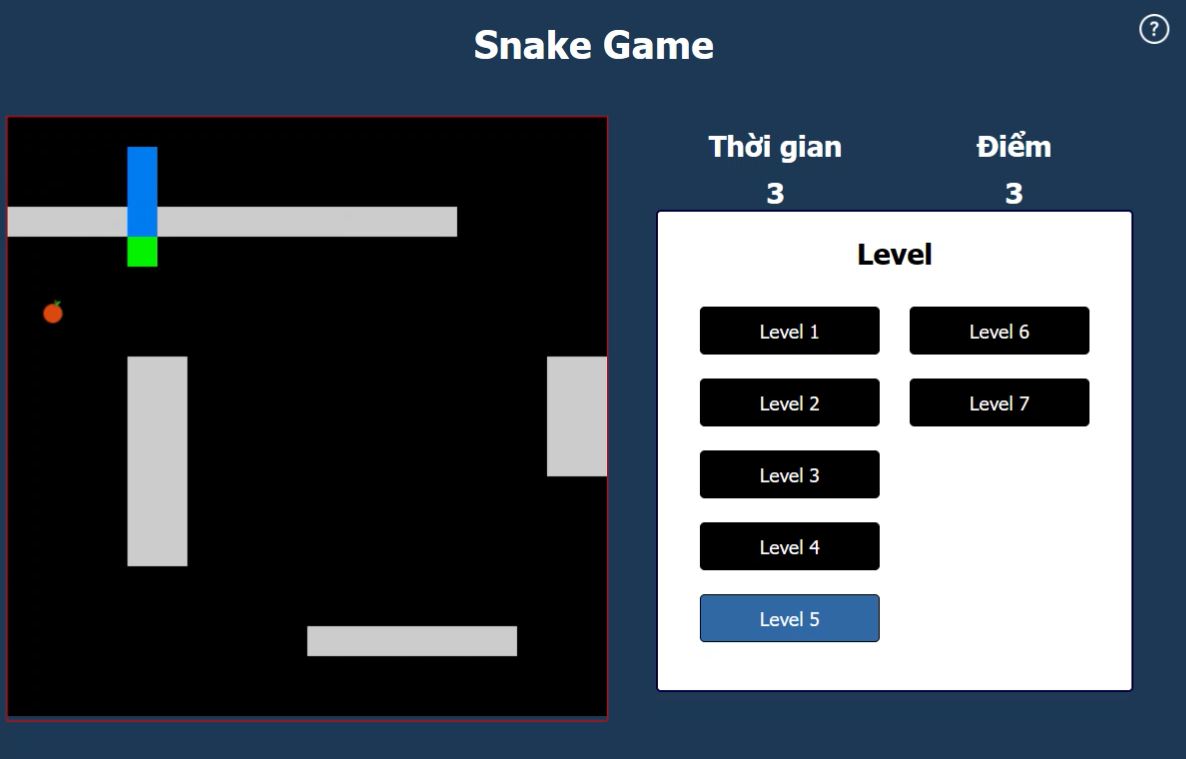 Snake Game
?
Thời gian
Điểm
3
3
Level
Level 1
Level 6
Level 2
Level 7
Level 3
Level 4
Level 5